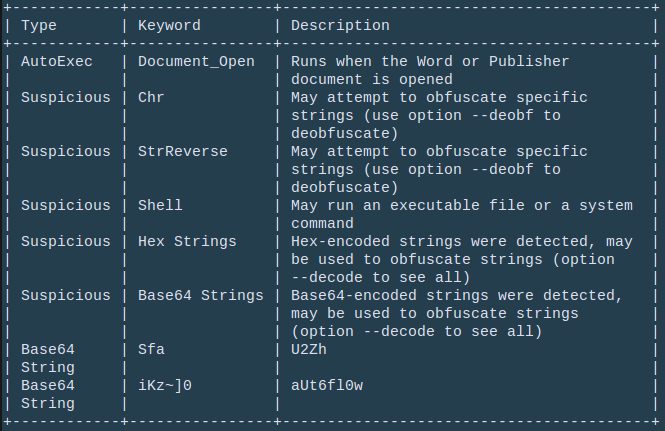 +------------+----------------+-----------------------------------------+
| Type | Keyword | Description |
+------------+----------------+-----------------------------------------+
| AutoExec | Document_Open | Runs when the Word or Publisher |
| | | document is opened |
| Suspicious | Chr | May attempt to obfuscate specific |
| | | strings (use option --deobf to |
| | | deobfuscate) |
| Suspicious | StrReverse | May attempt to obfuscate specific |
| | | strings (use option --deobf to |
| | | deobfuscate) |
| Suspicious | Shell | May run an executable file or a system |
| | | command |
| Suspicious | Hex Strings | Hex-encoded strings were detected, may |
| | | be used to obfuscate strings (option |
| | | --decode to see all) |
| Suspicious | Base64 Strings | Base64-encoded strings were detected, |
| | | may be used to obfuscate strings |
| | | (option --decode to see all) |
| Base64 | Sfa | U2Zh |
| String | | |
| Base64 | iKz~]0 | aUt6fl0w |
| String | | |
+------------+----------------+-----------------------------------------+